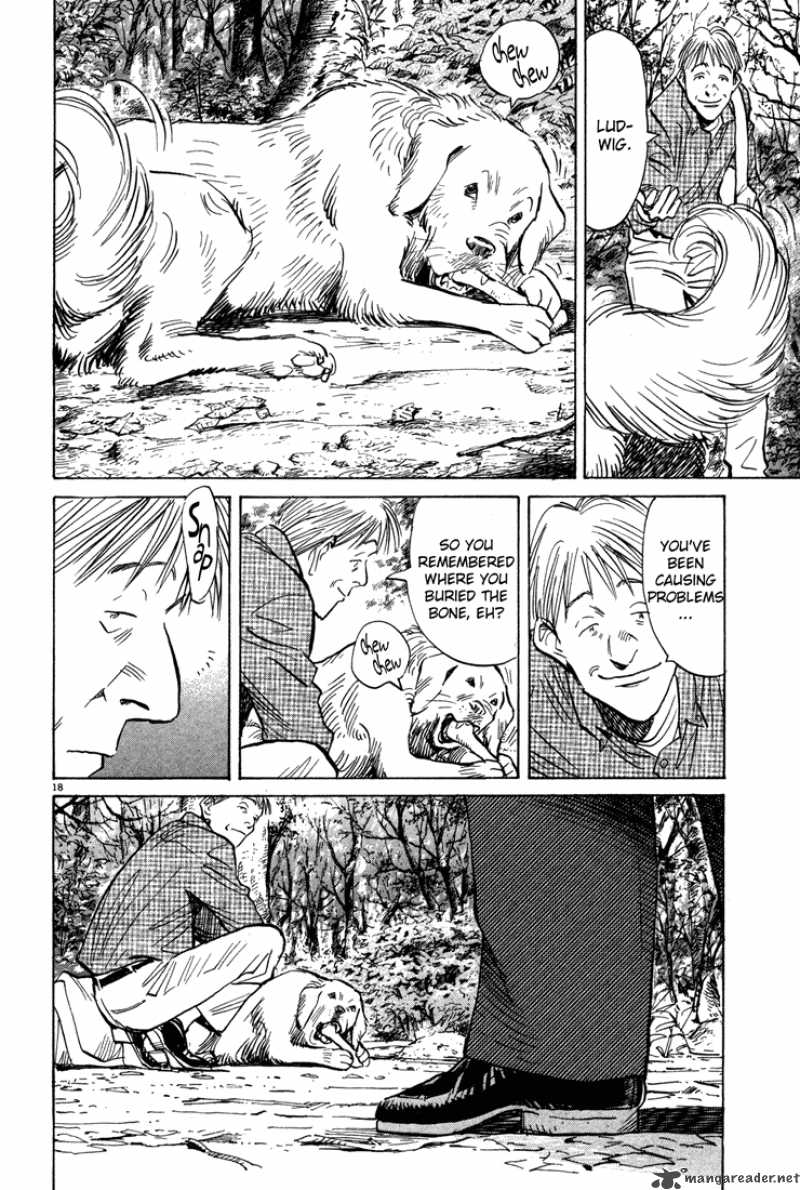 LUD-
WIG.
chew
chew
YOU'VE
BEEN
CAUSING
PROBLEMS
...
SO YOU
REMEMBERED
WHERE YOU
BURIED THE
BONE, EH?
chew
chew
Snap
18
mangareader.net